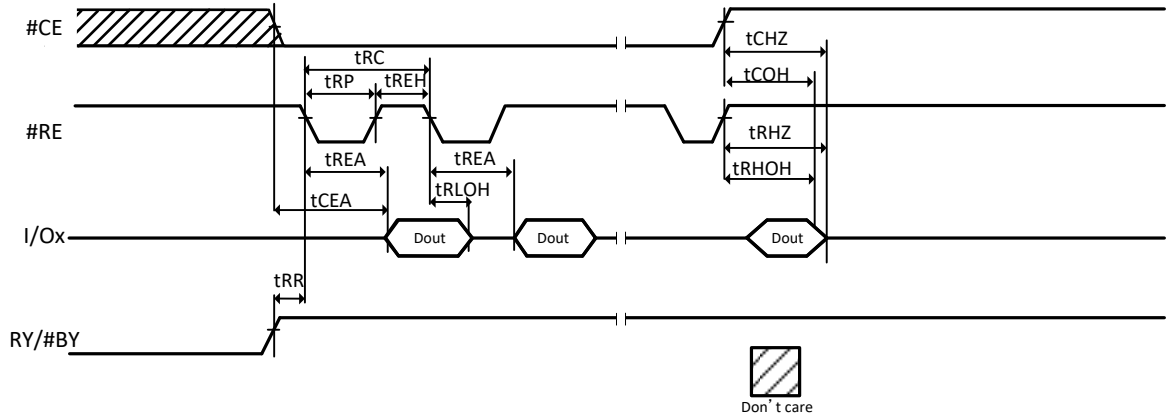 #CE
tCHZ
tRC
tCOH
tRP
tREH
#RE
tRHZ
tREA
tREA
tRHOH
tRLOH
tCEA
I/Ox
Dout
Dout
Dout
tRR
RY/#BY
Don't care